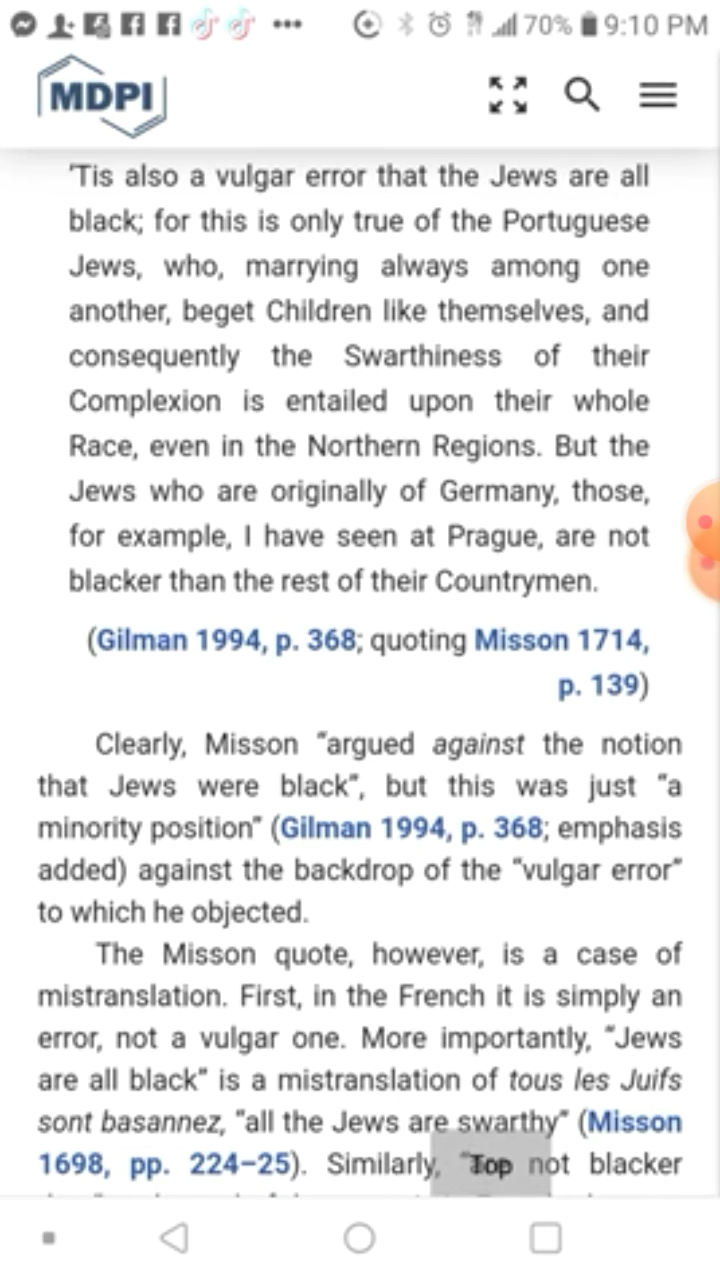 70% 9:10 PM
MDPI
'Tis also a vulgar error that the Jews are all
black; for this is only true of the Portuguese
Jews, who, marrying always among one
another, beget Children like themselves, and
consequently the Swarthiness of their
Complexion is entailed upon their whole
Race, even in the Northern Regions. But the
Jews who are originally of Germany, those,
for example, I have seen at Prague, are not
blacker than the rest of their Countrymen.
(Gilman 1994, p. 368; quoting Misson 1714,
p. 139)
Clearly, Misson “argued against the notion
that Jews were black”, but this was just “a
minority position” (Gilman 1994, p. 368; emphasis
added) against the backdrop of the “vulgar error”
to which he objected.
The Misson quote, however, is a case of
mistranslation. First, in the French it is simply an
error, not a vulgar one. More importantly, “Jews
are all black” is a mistranslation of tous les Juifs
sont basannez, “all the Jews are swarthy” (Misson
1698, pp. 224–25). Similarly, “Top not blacker